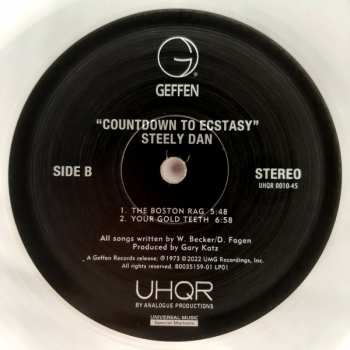 GEFFEN
"COUNTDOWN TO ECSTASY"
STEELY DAN
SIDE B
STEREO
UHQR 0010-45
1. THE BOSTON RAG 5:48
2. YOUR GOLD TEETH 6:58
All songs written by W. Becker/D. Fagen
Produced by Gary Katz
A Geffen Records release; ℗ 1973 © 2022 UMG Recordings, Inc.
All rights reserved. B0035159-01 LP01
UHQR
BY ANALOGUE PRODUCTIONS
UNIVERSAL MUSIC
Special Markets